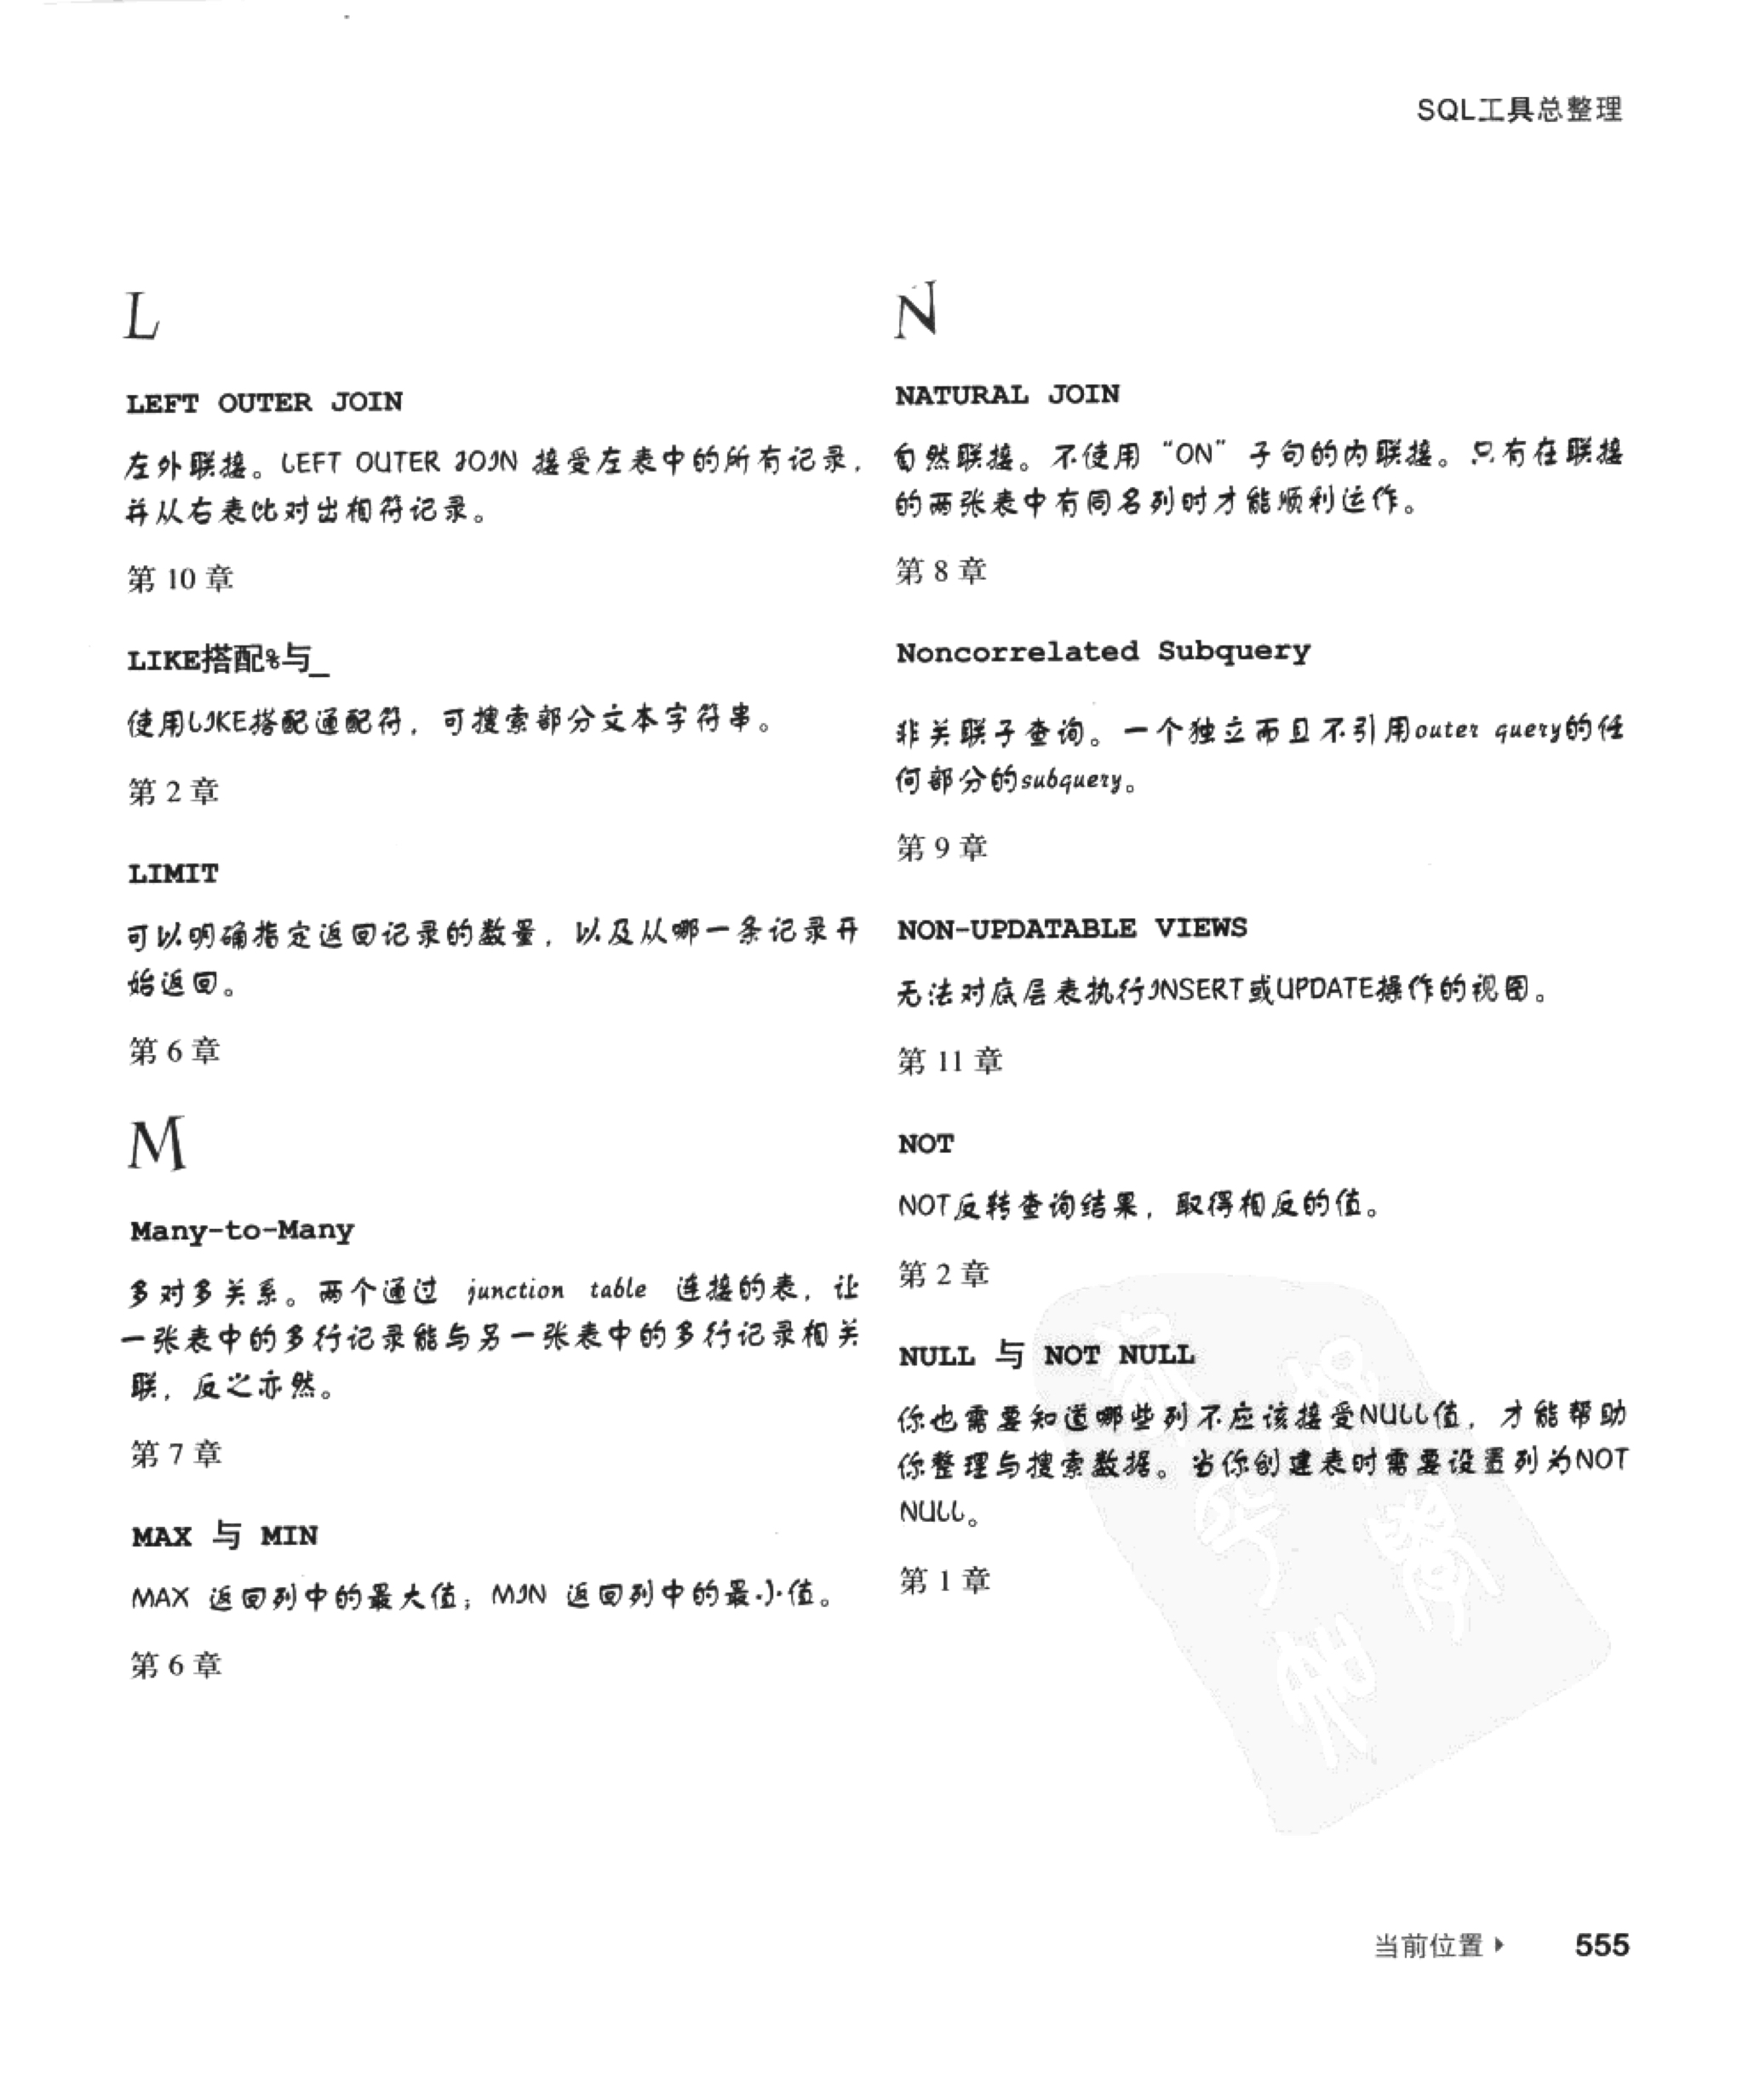 SQL工具总整理
L
LEFT OUTER JOIN
左外联接。LEFT OUTER JOIN 接受左表中的所有记录，
并从右表比对出相符记录。
第 10 章
LIKE搭配%与_
使用LIKE搭配通配符，可搜索部分文本字符串。
第 2 章
LIMIT
可以明确指定返回记录的数量，以及从哪一条记录开
始返回。
第 6 章
M
Many-to-Many
多对多关系。两个通过 junction table 连接的表，让
一张表中的多行记录能与另一张表中的多行记录相关
联，反之亦然。
第 7 章
MAX 与 MIN
MAX 返回列中的最大值；MIN 返回列中的最小值。
第 6 章
N
NATURAL JOIN
自然联接。不使用“ON”子句的内联接。只有在联接
的两张表中有同名列时才能顺利运作。
第 8 章
Noncorrelated Subquery
非关联子查询。一个独立而且不引用outer query的任
何部分的subquery。
第 9 章
NON-UPDATABLE VIEWS
无法对底层表执行INSERT或UPDATE操作的视图。
第 11 章
NOT
NOT反转查询结果，取得相反的值。
第 2 章
NULL 与 NOT NULL
你也需要知道哪些列不应该接受NULL值，才能帮助
你整理与搜索数据。当你创建表时需要设置列为NOT
NULL。
第 1 章
当前位置 ▸ 555